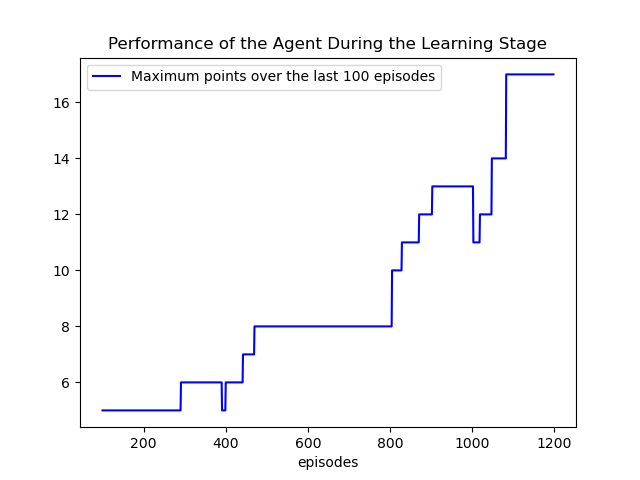 Performance of the Agent During the Learning Stage
Maximum points over the last 100 episodes
16
14
12
10
8
6
200 400 600 800 1000 1200
episodes